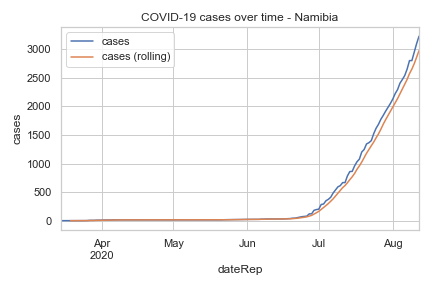 COVID-19 cases over time - Namibia
cases
cases (rolling)
3000
2500
2000
1500
1000
500
0
cases
Apr
2020
May
Jun
Jul
Aug
dateRep